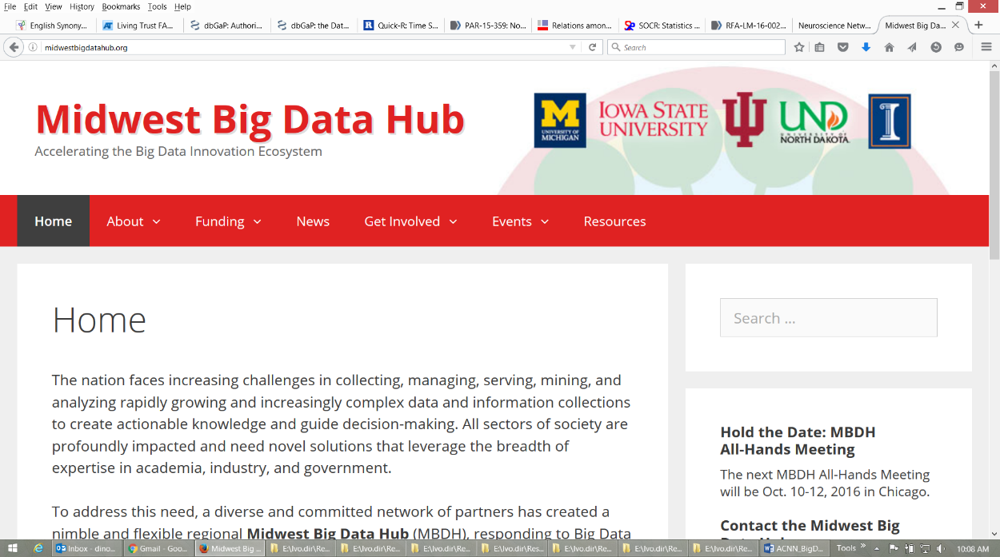 File Edit View History Bookmarks Tools Help
English Synony... Living Trust FA... dbGaP: Authori... dbGaP: the Dat... Quick-R: Time S... PAR-15-359: No... Relations amon... SOCR: Statistics ... RFA-LM-16-002... Neuroscience Netw... Midwest Big Da...
midwestbigdatahub.org
Search
Midwest Big Data Hub
Accelerating the Big Data Innovation Ecosystem
M
UNIVERSITY OF
MICHIGAN
IOWA STATE
UNIVERSITY
UND
UNIVERSITY OF
NORTH DAKOTA
I
Home About Funding News Get Involved Events Resources
Home
The nation faces increasing challenges in collecting, managing, serving, mining, and
analyzing rapidly growing and increasingly complex data and information collections
to create actionable knowledge and guide decision-making. All sectors of society are
profoundly impacted and need novel solutions that leverage the breadth of
expertise in academia, industry, and government.
To address this need, a diverse and committed network of partners has created a
nimble and flexible regional Midwest Big Data Hub (MBDH), responding to Big Data
Search ...
Hold the Date: MBDH
All-Hands Meeting
The next MBDH All-Hands Meeting
will be Oct. 10-12, 2016 in Chicago.
Contact the Midwest Big
Data Hub
Inbox - dino... Gmail - Goo... Midwest Big ... E:\Ivo.dir\Re... E:\Ivo.dir\Re... E:\Ivo.dir\Re... E:\Ivo.dir\Res... E:\Ivo.dir\Re... E:\Ivo.dir\Re... E:\Ivo.dir\Re... ACNN_BigD... Tools 10:08 AM